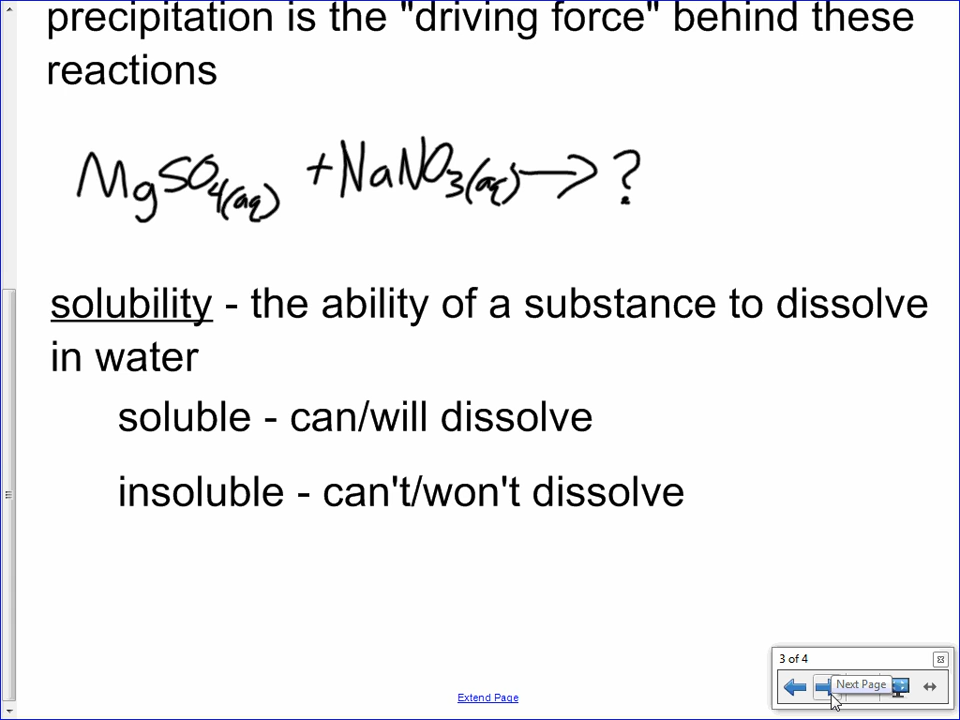 precipitation is the "driving force" behind these
reactions
MgSO4(aq) + NaNO3(aq) → ?
solubility - the ability of a substance to dissolve
in water
soluble - can/will dissolve
insoluble - can't/won't dissolve
3 of 4
Next Page
Extend Page